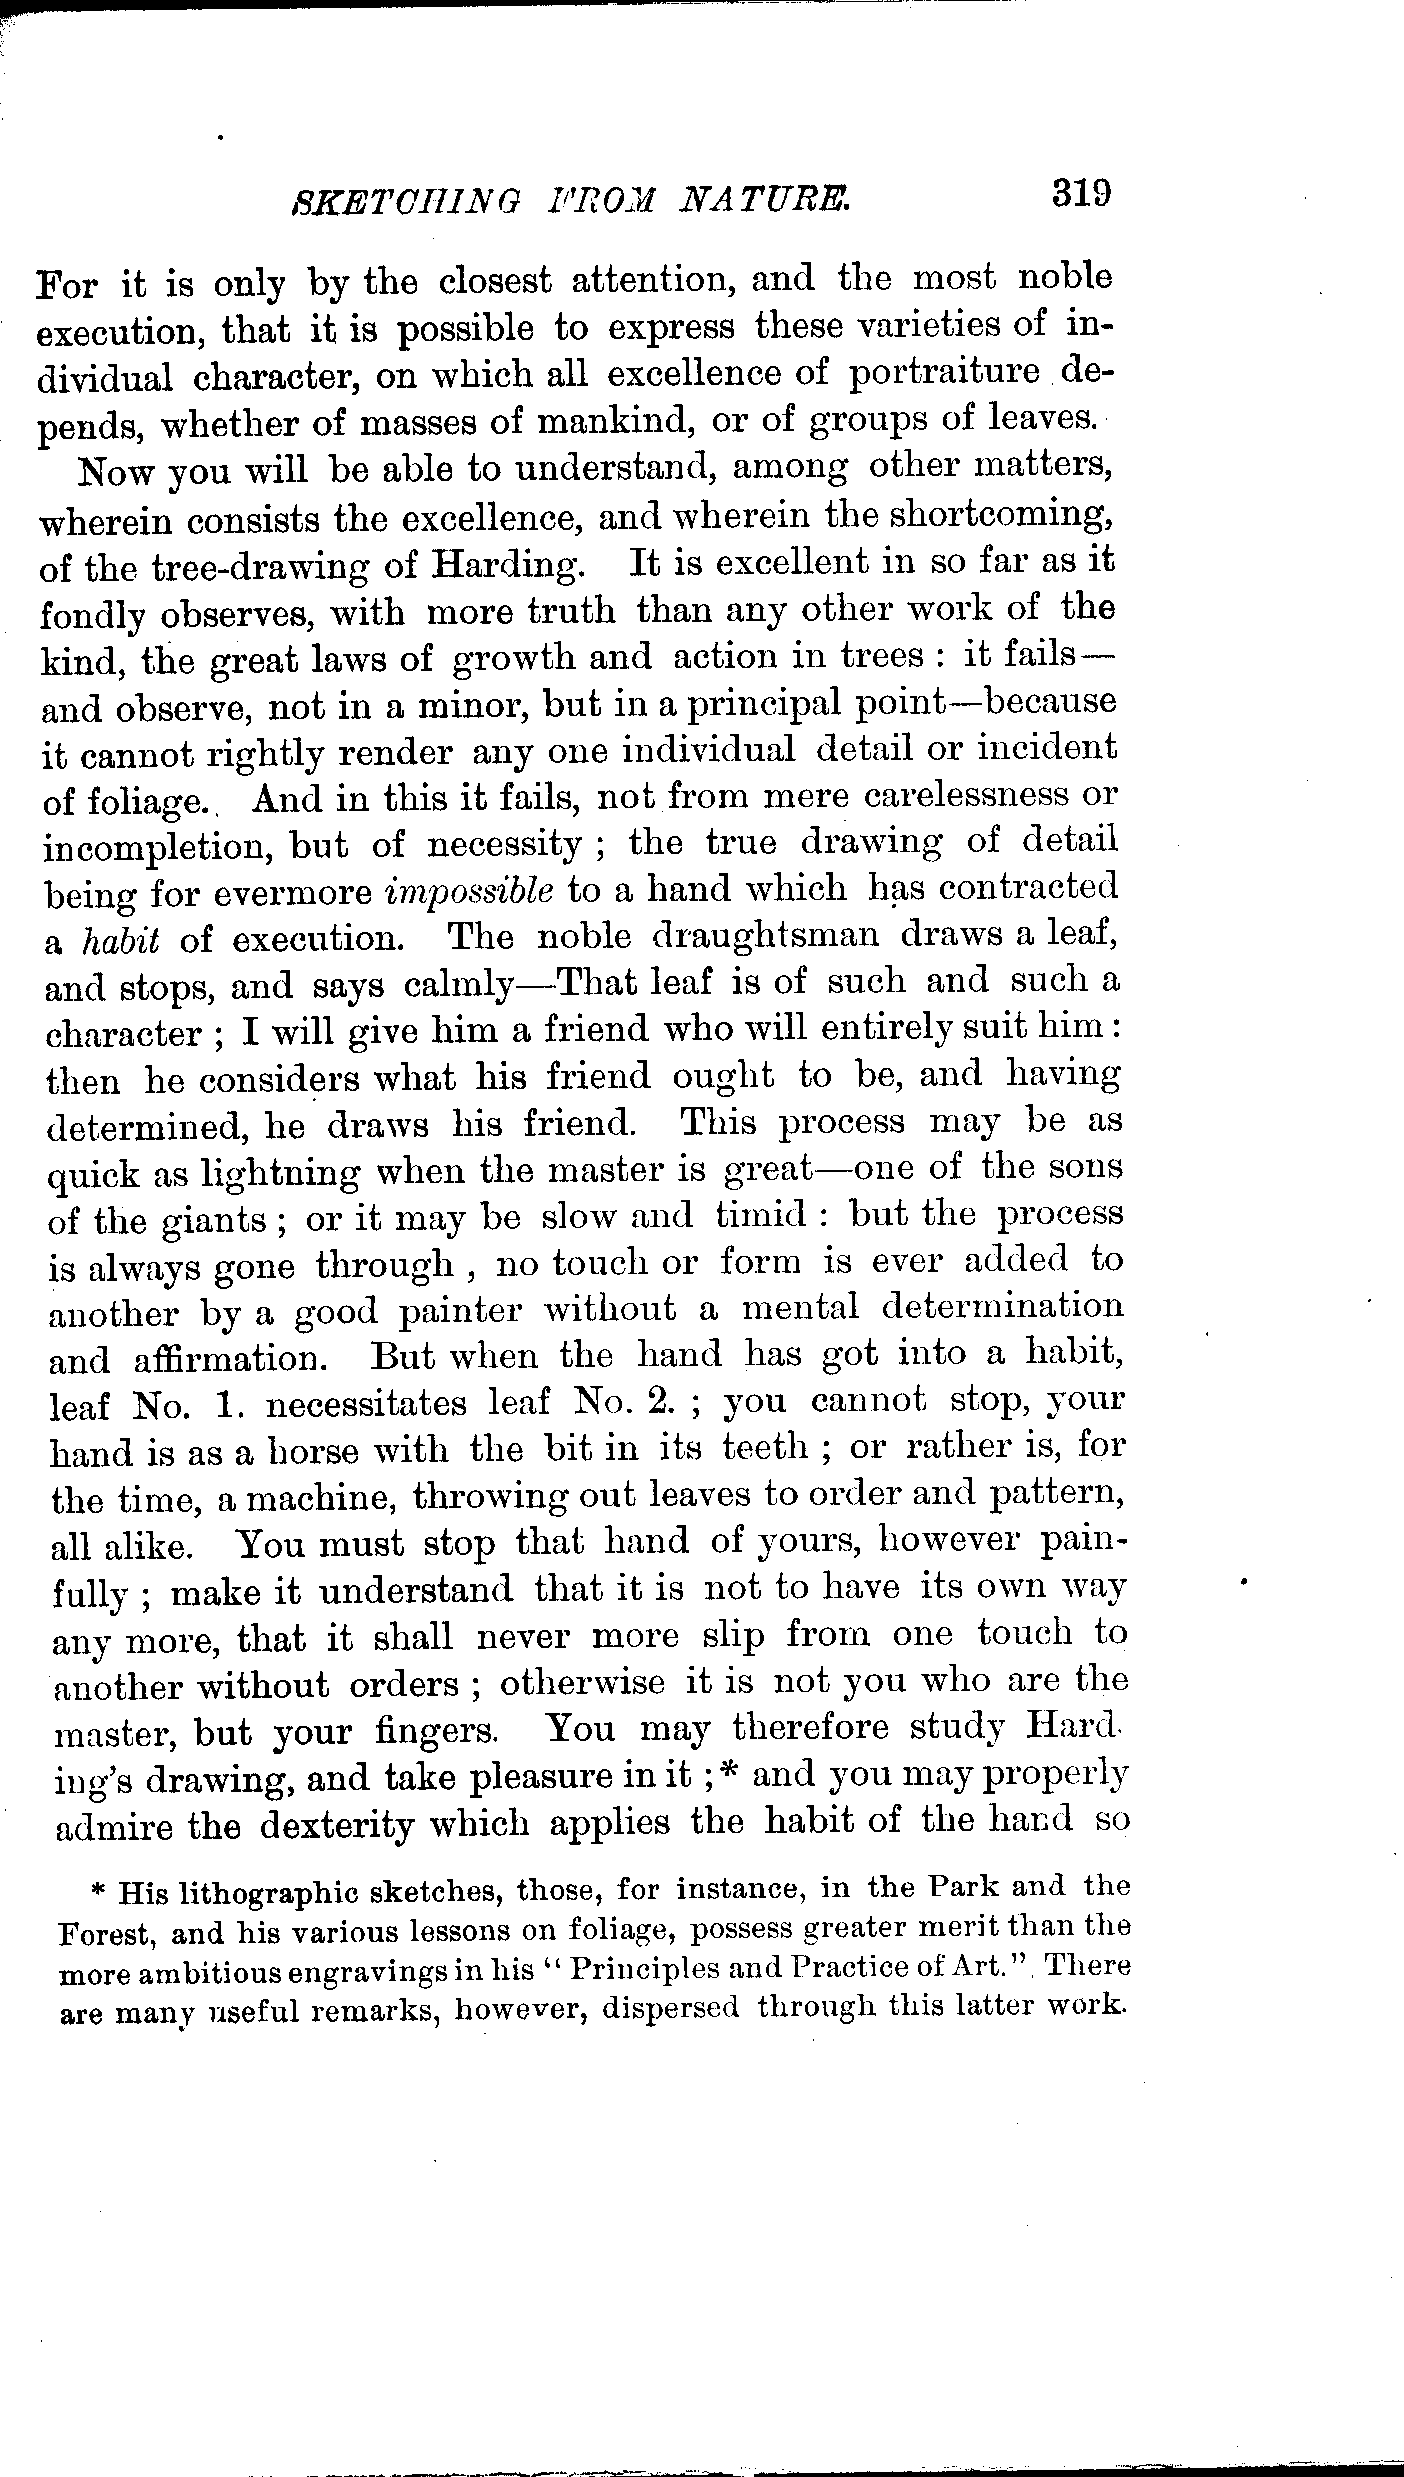 SKETCHING FROM NATURE. 319
For it is only by the closest attention, and the most noble
execution, that it is possible to express these varieties of in-
dividual character, on which all excellence of portraiture de-
pends, whether of masses of mankind, or of groups of leaves.
Now you will be able to understand, among other matters,
wherein consists the excellence, and wherein the shortcoming,
of the tree-drawing of Harding. It is excellent in so far as it
fondly observes, with more truth than any other work of the
kind, the great laws of growth and action in trees : it fails—
and observe, not in a minor, but in a principal point—because
it cannot rightly render any one individual detail or incident
of foliage. And in this it fails, not from mere carelessness or
incompletion, but of necessity ; the true drawing of detail
being for evermore impossible to a hand which has contracted
a habit of execution. The noble draughtsman draws a leaf,
and stops, and says calmly—That leaf is of such and such a
character ; I will give him a friend who will entirely suit him :
then he considers what his friend ought to be, and having
determined, he draws his friend. This process may be as
quick as lightning when the master is great—one of the sons
of the giants ; or it may be slow and timid : but the process
is always gone through , no touch or form is ever added to
another by a good painter without a mental determination
and affirmation. But when the hand has got into a habit,
leaf No. 1. necessitates leaf No. 2. ; you cannot stop, your
hand is as a horse with the bit in its teeth ; or rather is, for
the time, a machine, throwing out leaves to order and pattern,
all alike. You must stop that hand of yours, however pain-
fully ; make it understand that it is not to have its own way
any more, that it shall never more slip from one touch to
another without orders ; otherwise it is not you who are the
master, but your fingers. You may therefore study Hard-
ing's drawing, and take pleasure in it ;* and you may properly
admire the dexterity which applies the habit of the hand so
* His lithographic sketches, those, for instance, in the Park and the
Forest, and his various lessons on foliage, possess greater merit than the
more ambitious engravings in his “ Principles and Practice of Art.” There
are many useful remarks, however, dispersed through this latter work.